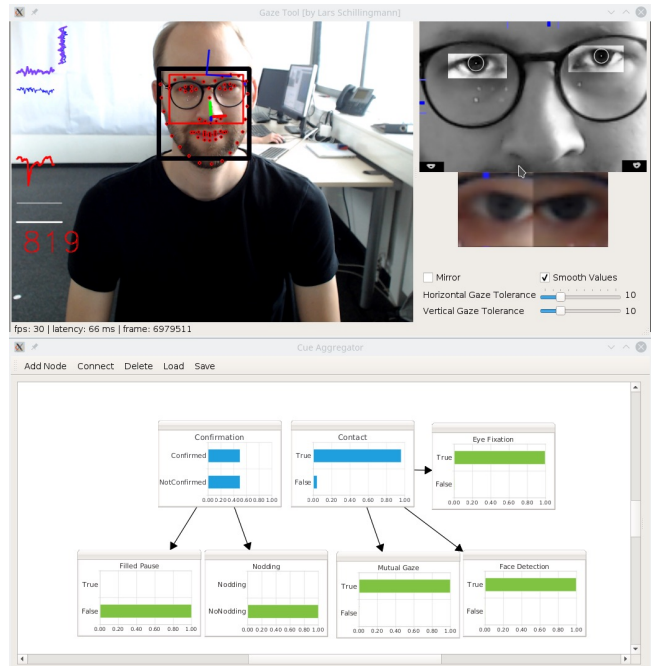 Gaze Tool [by Lars Schillingmann]
819
Mirror
Smooth Values
Horizontal Gaze Tolerance 10
Vertical Gaze Tolerance 10
fps: 30 | latency: 66 ms | frame: 6979511
Cue Aggregator
Add Node Connect Delete Load Save
Confirmation
Confirmed
NotConfirmed
0.00 0.20 0.40 0.60 0.80 1.00
Contact
True
False
0.20 0.40 0.60 0.80 1.00
Eye Fixation
True
False
0.00 0.20 0.40 0.60 0.80 1.00
Filled Pause
True
False
0.00 0.20 0.40 0.60 0.80 1.00
Nodding
Nodding
NoNodding
0.00 0.20 0.40 0.60 0.80 1.00
Mutual Gaze
True
False
0.00 0.20 0.40 0.60 0.80 1.00
Face Detection
True
False
0.00 0.20 0.40 0.60 0.80 1.00